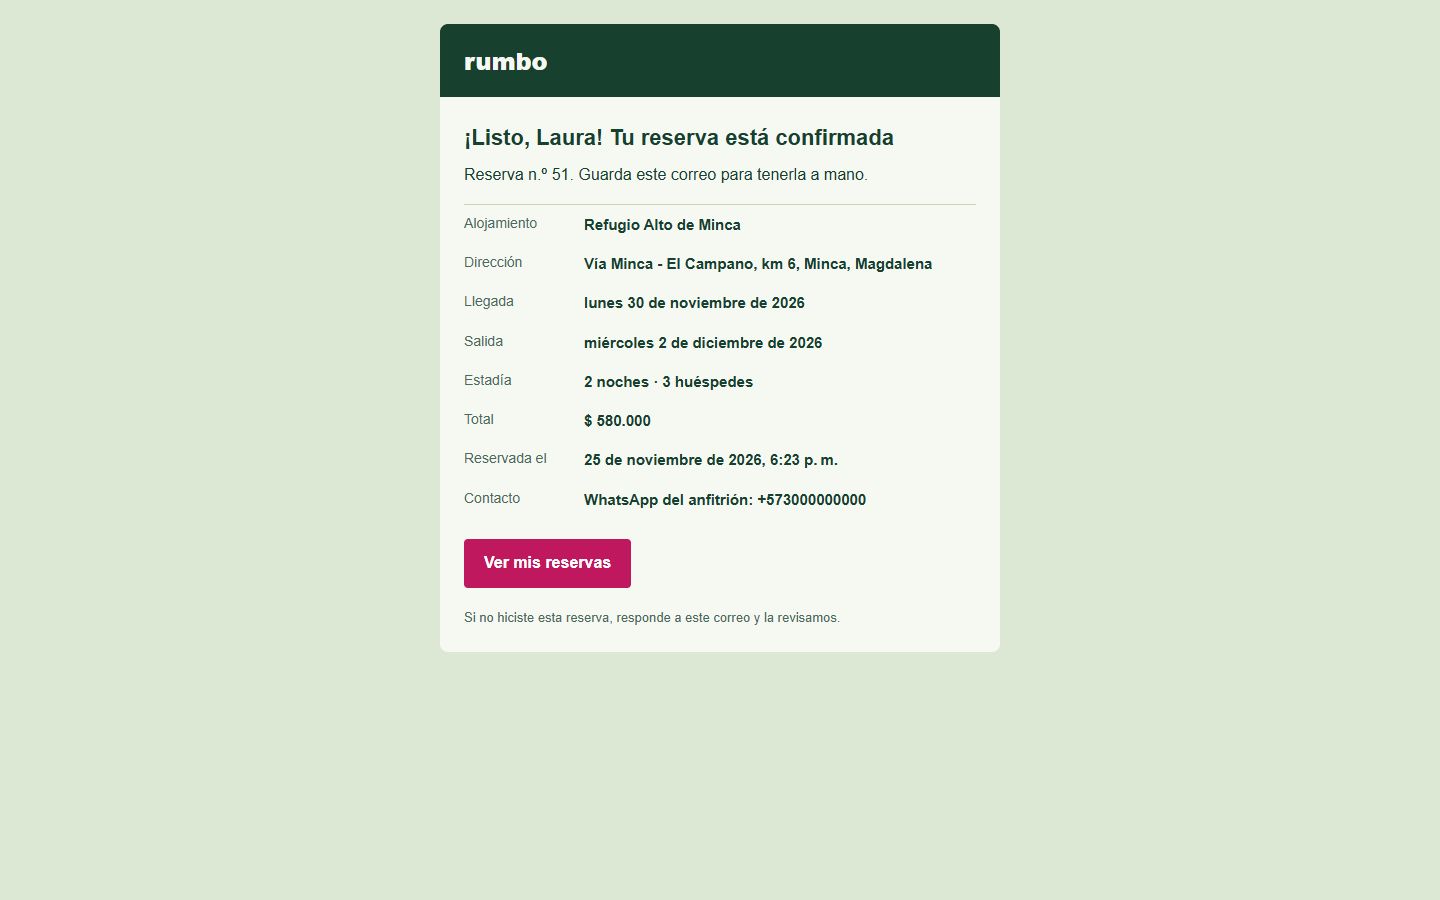 rumbo
¡Listo, Laura! Tu reserva está confirmada
Reserva n.º 51. Guarda este correo para tenerla a mano.
Alojamiento Refugio Alto de Minca
Dirección Vía Minca - El Campano, km 6, Minca, Magdalena
Llegada lunes 30 de noviembre de 2026
Salida miércoles 2 de diciembre de 2026
Estadía 2 noches · 3 huéspedes
Total $ 580.000
Reservada el 25 de noviembre de 2026, 6:23 p. m.
Contacto WhatsApp del anfitrión: +573000000000
Ver mis reservas
Si no hiciste esta reserva, responde a este correo y la revisamos.